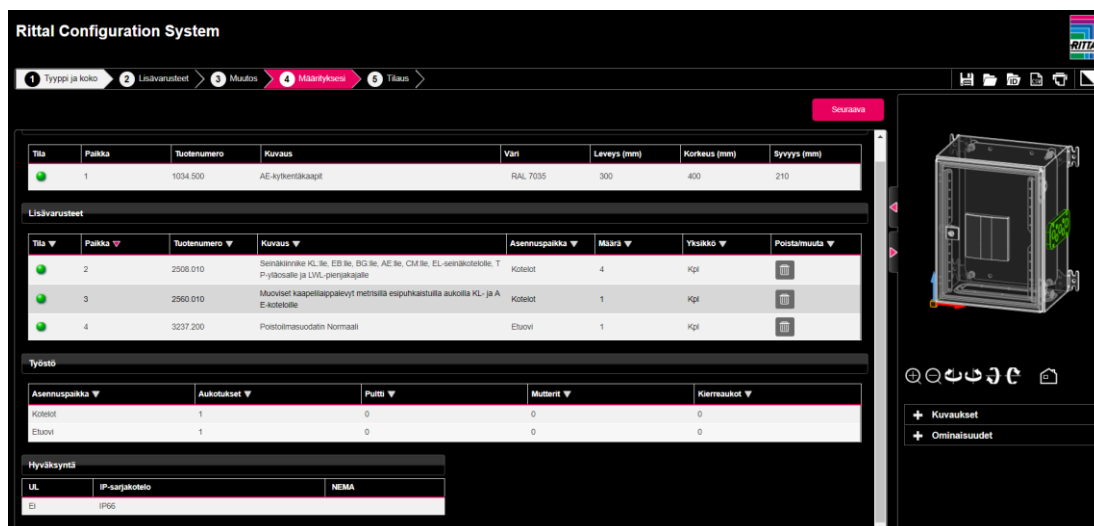 Rittal Configuration System
RITTAL
1 Tyyppi ja koko 2 Lisävarusteet 3 Muutos 4 Määrityksesi 5 Tilaus
Seuraava
Tila Paikka Tuotenumero Kuvaus Väri Leveys (mm) Korkeus (mm) Syvyys (mm)
1 1034.500 AE-kytkentäkaapit RAL 7035 300 400 210
Lisävarusteet
Tila Paikka Tuotenumero Kuvaus Asennuspaikka Määrä Yksikkö Poista/muuta
2 2508.010 Seinäkiinnike KL:lle, EB:lle, BG:lle, AE:lle, CM:lle, EL-seinäkotelolle, T
P-yläosalle ja LWL-pienjakajalle Kotelot 4 Kpl
3 2560.010 Muoviset kaapelilaippalevyt metrisillä esipuhkaistuilla aukoilla KL- ja A
E-koteloille Kotelot 1 Kpl
4 3237.200 Poistoilmasuodatin Normaali Etuovi 1 Kpl
Työstö
Asennuspaikka Aukotukset Pultti Mutterit Kierreaukot
Kotelot 1 0 0 0
Etuovi 1 0 0 0
Hyväksyntä
UL IP-sarjakotelo NEMA
EI IP66
+ Kuvaukset
+ Ominaisuudet